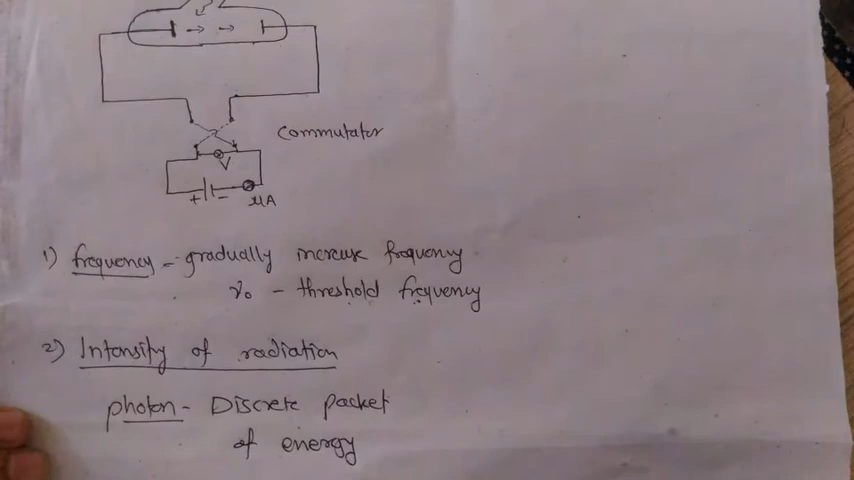 Commutator
V
+ -
μA
1) frequency - gradually increase frequency
ν₀ - threshold frequency
2) Intensity of radiation
photon - Discrete packet
of energy